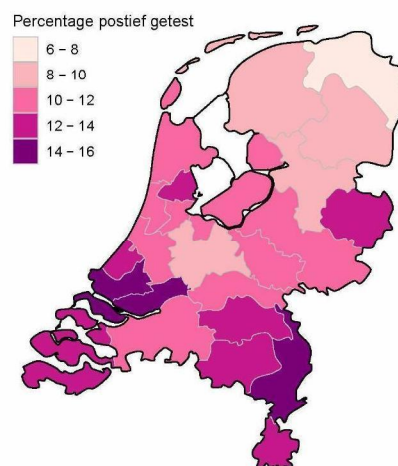 Percentage postief getest
6 – 8
8 – 10
10 – 12
12 – 14
14 – 16